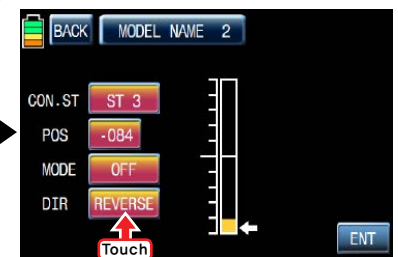 BACK MODEL NAME 2
CON.ST ST 3
POS -084
MODE OFF
DIR REVERSE
Touch
ENT